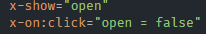 x-show="open"
x-on:click="open = false"